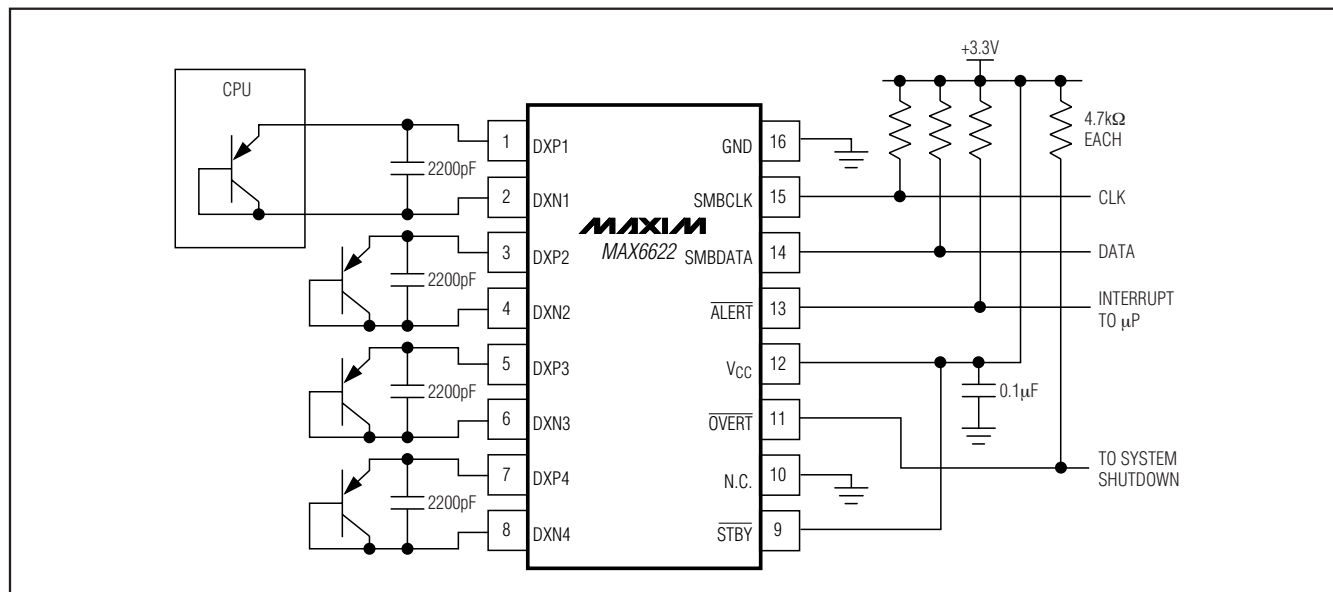 +3.3V
CPU
4.7kΩ
EACH
1
DXP1
GND
16
2200pF
2
DXN1
SMBCLK
15
CLK
MAXIM
MAX6622
3
DXP2
SMBDATA
14
DATA
2200pF
4
DXN2
ALERT
13
INTERRUPT
TO µP
5
DXP3
VCC
12
2200pF
0.1µF
6
DXN3
OVERT
11
7
DXP4
N.C.
10
TO SYSTEM
SHUTDOWN
2200pF
8
DXN4
STBY
9